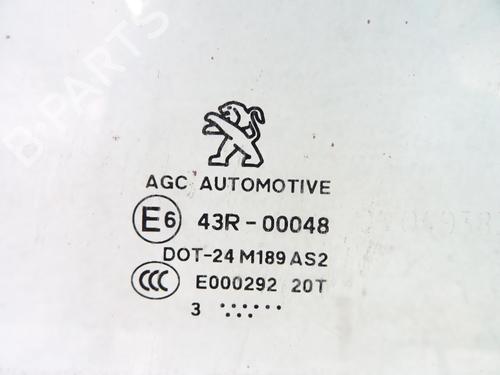 B-PARTS
AGC AUTOMOTIVE
E6 43R-00048
DOT-24 M189 AS2
CCC E000292 20T
3